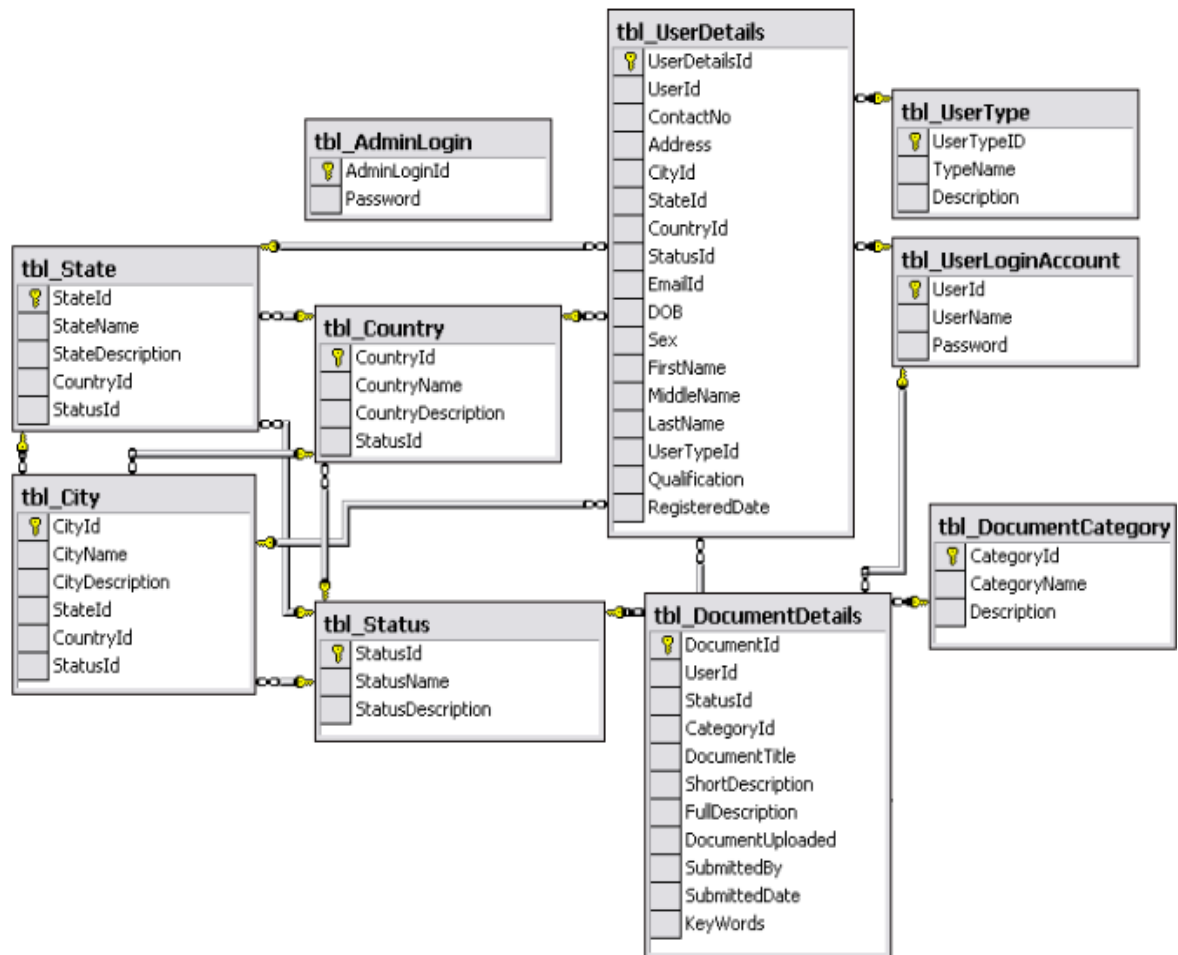 tbl_UserDetails
UserDetailsId
UserId
ContactNo
Address
CityId
StateId
CountryId
StatusId
EmailId
DOB
Sex
FirstName
MiddleName
LastName
UserTypeId
Qualification
RegisteredDate
tbl_UserType
UserTypeID
TypeName
Description
tbl_AdminLogin
AdminLoginId
Password
tbl_UserLoginAccount
UserId
UserName
Password
tbl_State
StateId
StateName
StateDescription
CountryId
StatusId
tbl_Country
CountryId
CountryName
CountryDescription
StatusId
tbl_City
CityId
CityName
CityDescription
StateId
CountryId
StatusId
tbl_DocumentCategory
CategoryId
CategoryName
Description
tbl_Status
StatusId
StatusName
StatusDescription
tbl_DocumentDetails
DocumentId
UserId
StatusId
CategoryId
DocumentTitle
ShortDescription
FullDescription
DocumentUploaded
SubmittedBy
SubmittedDate
KeyWords